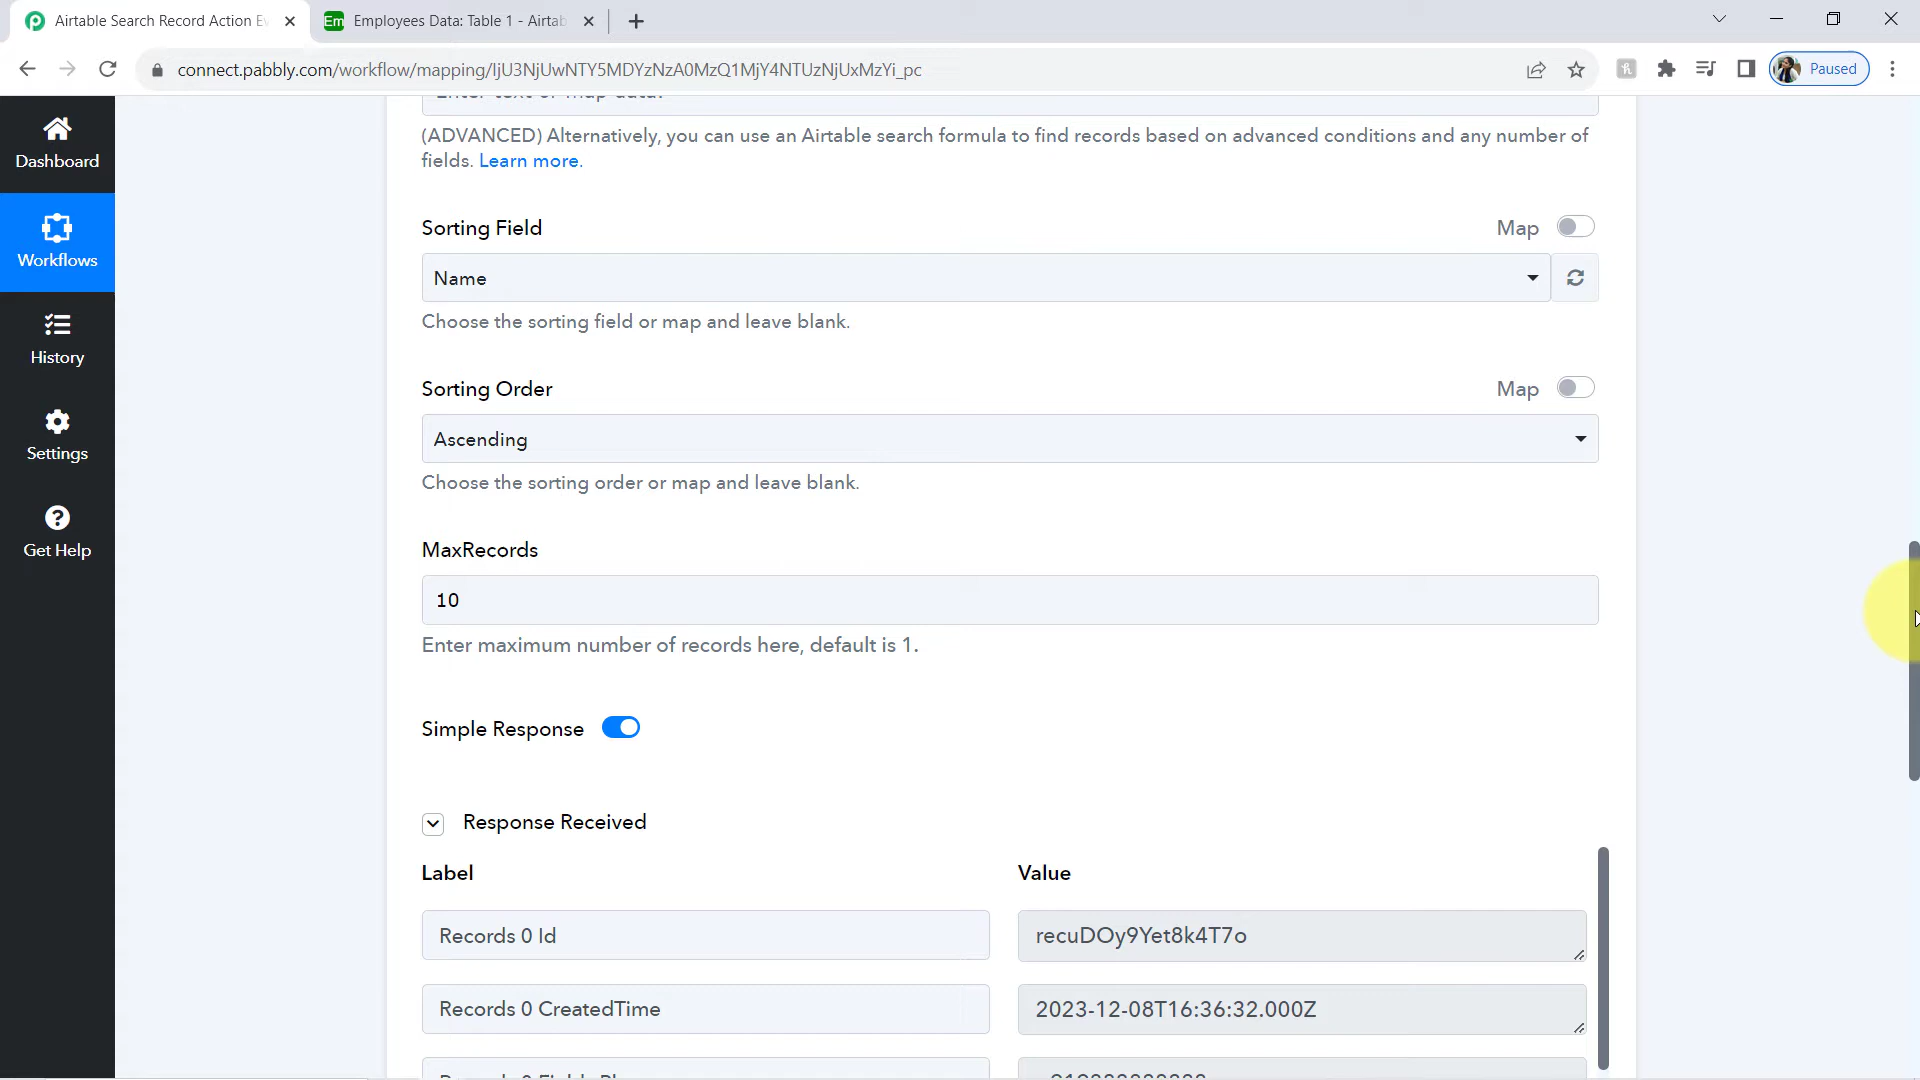 Airtable Search Record Action Ev
Em Employees Data: Table 1 - Airtab
connect.pabbly.com/workflow/mapping/IjU3NjUwNTY5MDYzNzA0MzQ1MjY4NTUzNjUxMzYi_pc
Paused
Dashboard
Workflows
History
Settings
Get Help
Enter text or map data.
(ADVANCED) Alternatively, you can use an Airtable search formula to find records based on advanced conditions and any number of
fields. Learn more.
Sorting Field
Map
Name
Choose the sorting field or map and leave blank.
Sorting Order
Map
Ascending
Choose the sorting order or map and leave blank.
MaxRecords
10
Enter maximum number of records here, default is 1.
Simple Response
Response Received
Label
Value
Records 0 Id
recuDOy9Yet8k4T7o
Records 0 CreatedTime
2023-12-08T16:36:32.000Z